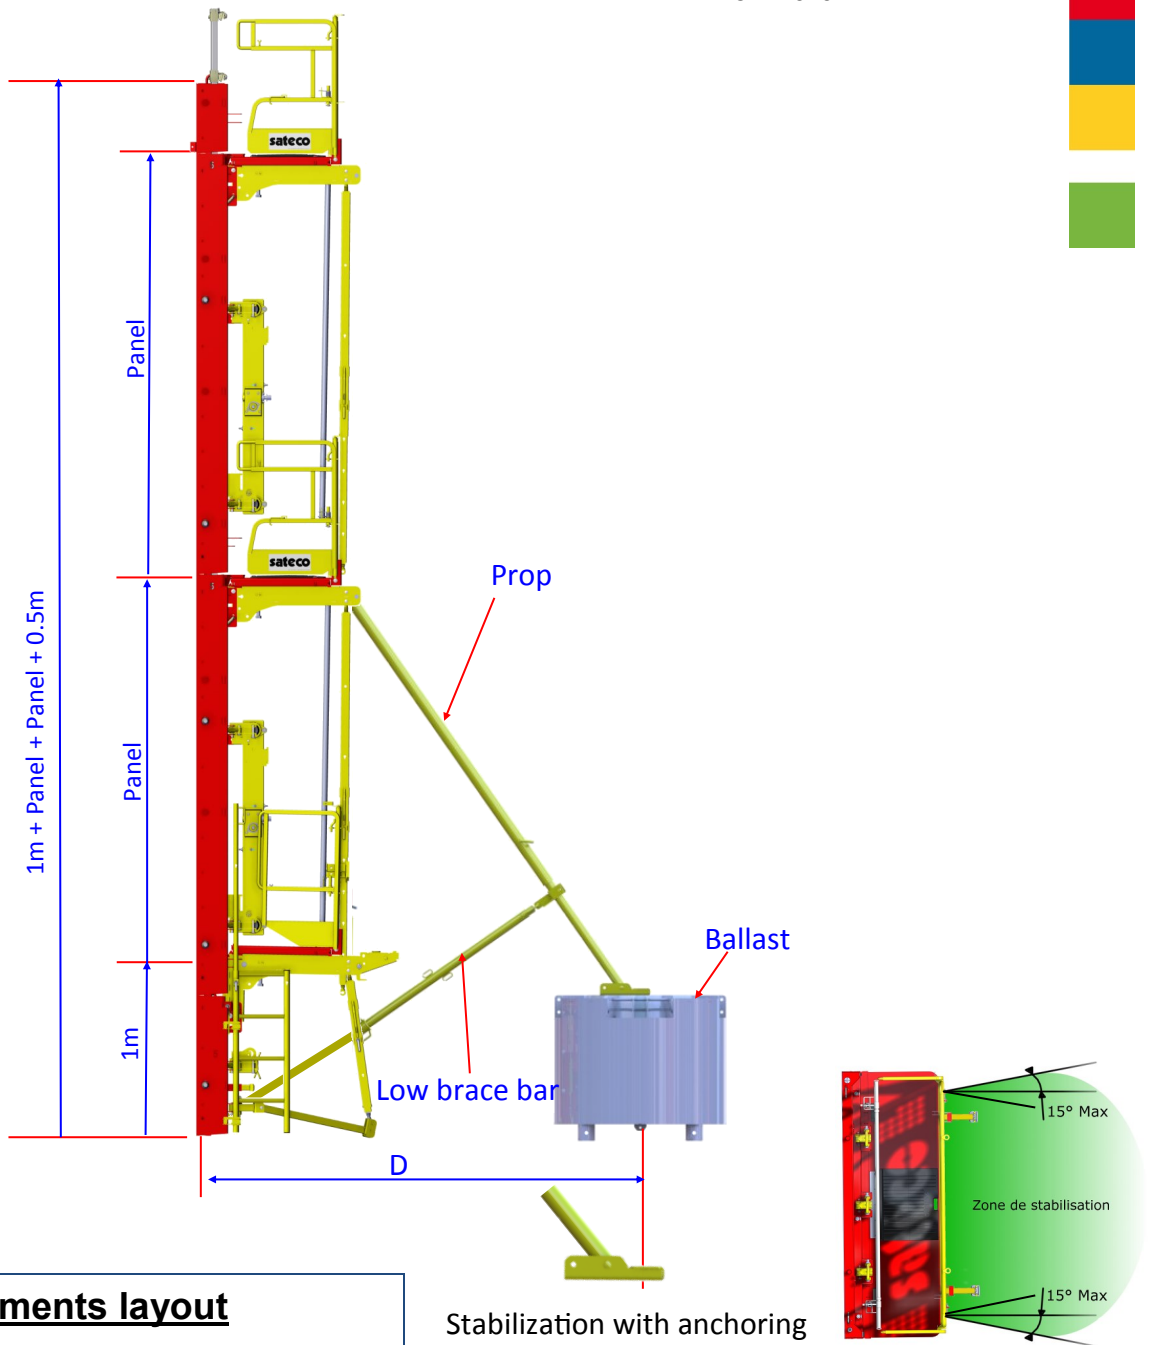 sateco
Panel
sateco
Prop
1m + Panel + Panel + 0.5m
Panel
Ballast
1m
Low brace bar
15° Max
D
Zone de stabilisation
15° Max
ments layout
Stabilization with anchoring